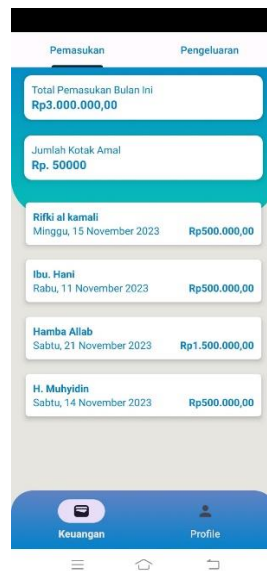 Pemasukan Pengeluaran
Total Pemasukan Bulan Ini
Rp3.000.000,00
Jumlah Kotak Amal
Rp. 50000
Rifki al kamali
Minggu, 15 November 2023 Rp500.000,00
Ibu. Hani
Rabu, 11 November 2023 Rp500.000,00
Hamba Allab
Sabtu, 21 November 2023 Rp1.500.000,00
H. Muhyidin
Sabtu, 14 November 2023 Rp500.000,00
Keuangan Profile